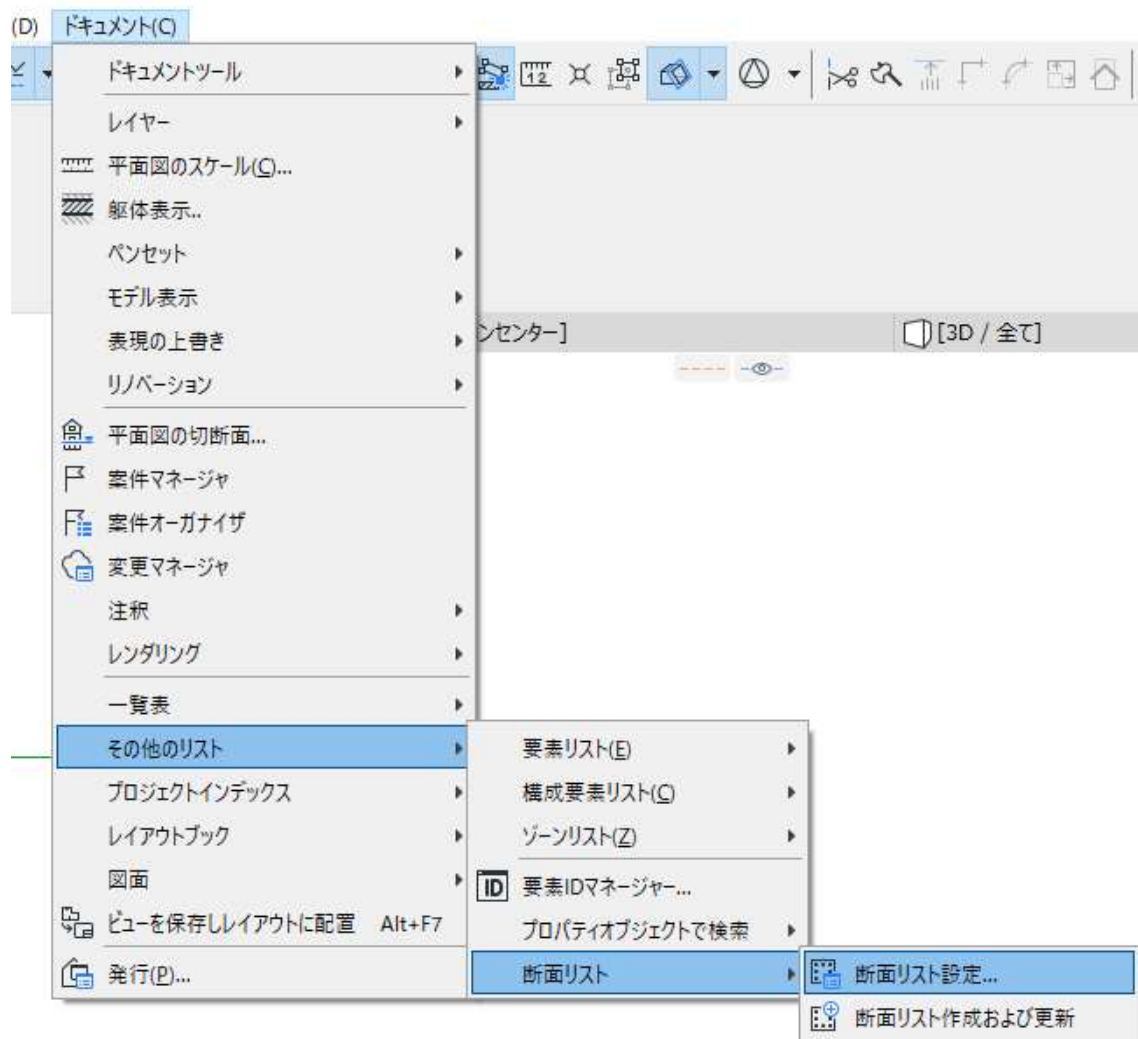 (D) ドキュメント(C)
ドキュメントツール
12
レイヤー
平面図のスケール(C)...
躯体表示..
ペンセット
モデル表示
表現の上書き
ンセンター]
[3D / 全て]
リノベーション
平面図の切断面...
案件マネージャ
案件オーガナイザ
変更マネージャ
注釈
レンダリング
一覧表
その他のリスト
プロジェクトインデックス
レイアウトブック
図面
ビューを保存しレイアウトに配置 Alt+F7
発行(P)...
要素リスト(E)
構成要素リスト(C)
ゾーンリスト(Z)
ID 要素IDマネージャー...
プロパティオブジェクトで検索
断面リスト
断面リスト設定...
断面リスト作成および更新